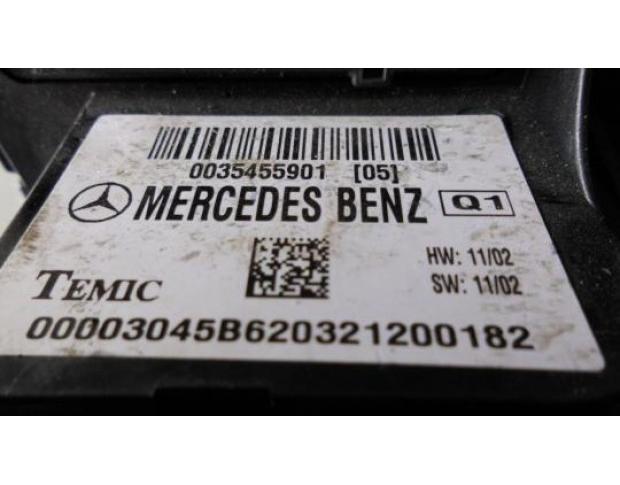 0035455901 [05]
MERCEDES BENZ Q1
HW: 11/02
TEMIC SW: 11/02
00003045B620321200182